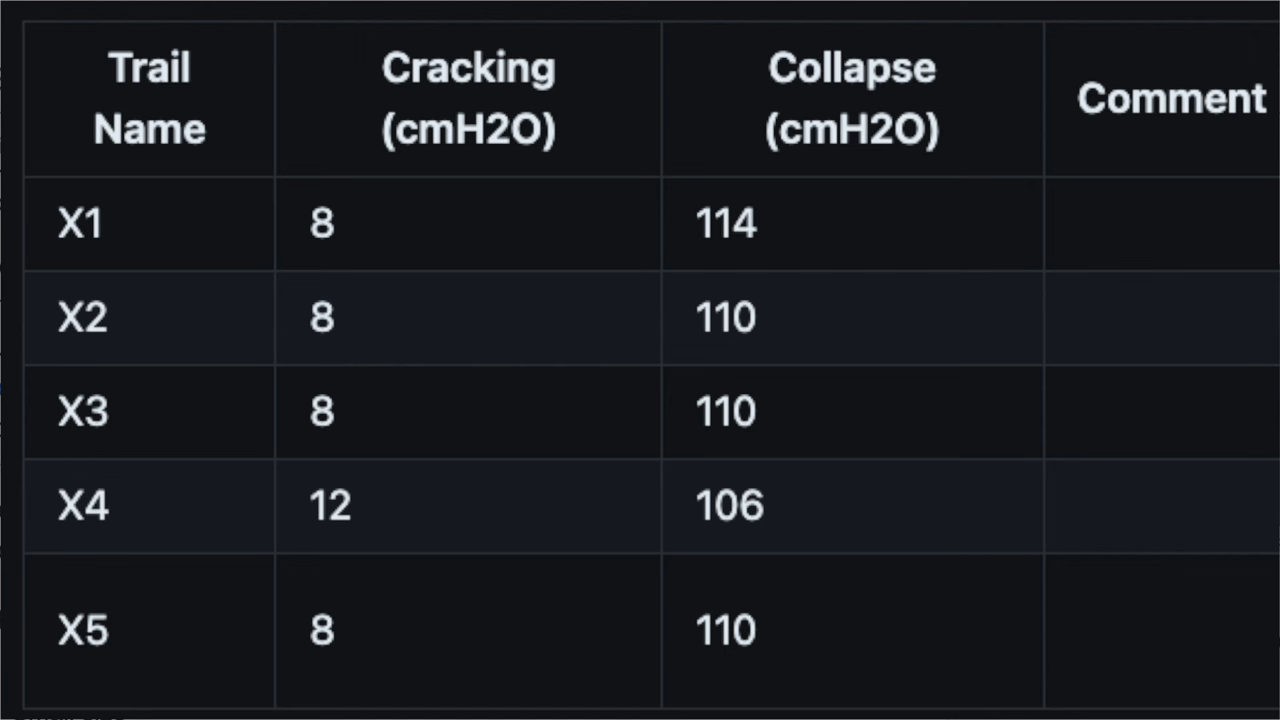 Trail Name Cracking (cmH2O) Collapse (cmH2O) Comment
X1 8 114
X2 8 110
X3 8 110
X4 12 106
X5 8 110